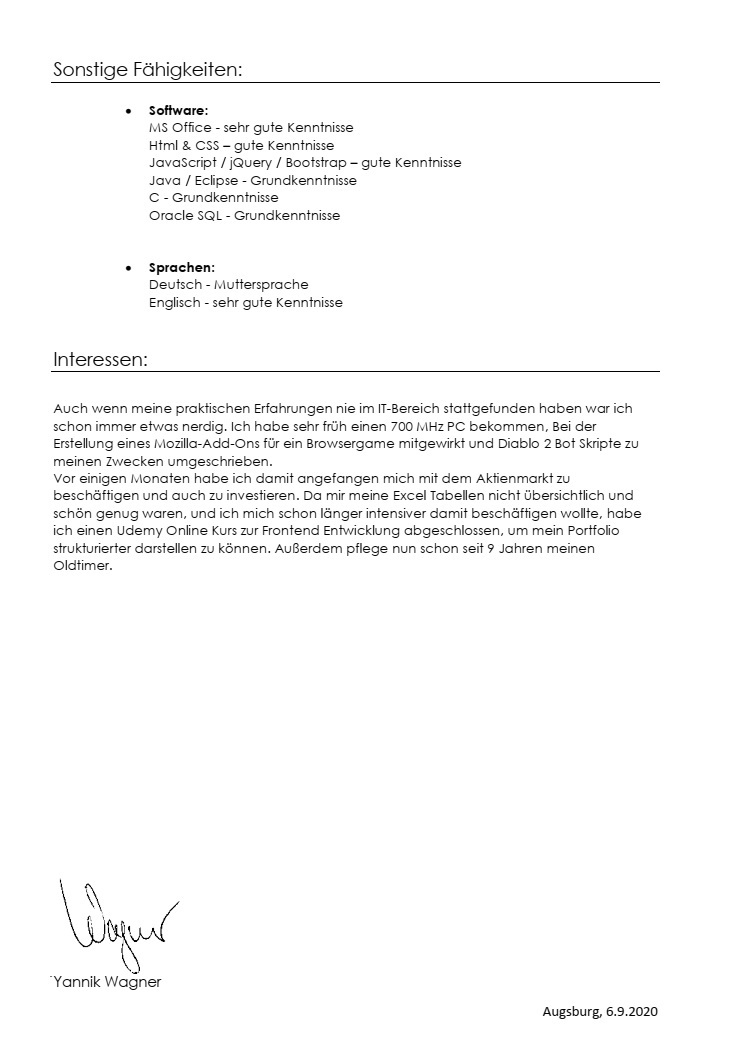 Sonstige Fähigkeiten:
• Software:
MS Office - sehr gute Kenntnisse
Html & CSS – gute Kenntnisse
JavaScript / jQuery / Bootstrap – gute Kenntnisse
Java / Eclipse - Grundkenntnisse
C - Grundkenntnisse
Oracle SQL - Grundkenntnisse
• Sprachen:
Deutsch - Muttersprache
Englisch - sehr gute Kenntnisse
Interessen:
Auch wenn meine praktischen Erfahrungen nie im IT-Bereich stattgefunden haben war ich
schon immer etwas nerdig. Ich habe sehr früh einen 700 MHz PC bekommen, Bei der
Erstellung eines Mozilla-Add-Ons für ein Browsergame mitgewirkt und Diablo 2 Bot Skripte zu
meinen Zwecken umgeschrieben.
Vor einigen Monaten habe ich damit angefangen mich mit dem Aktienmarkt zu
beschäftigen und auch zu investieren. Da mir meine Excel Tabellen nicht übersichtlich und
schön genug waren, und ich mich schon länger intensiver damit beschäftigen wollte, habe
ich einen Udemy Online Kurs zur Frontend Entwicklung abgeschlossen, um mein Portfolio
strukturierter darstellen zu können. Außerdem pflege nun schon seit 9 Jahren meinen
Oldtimer.
Wagner
Yannik Wagner
Augsburg, 6.9.2020